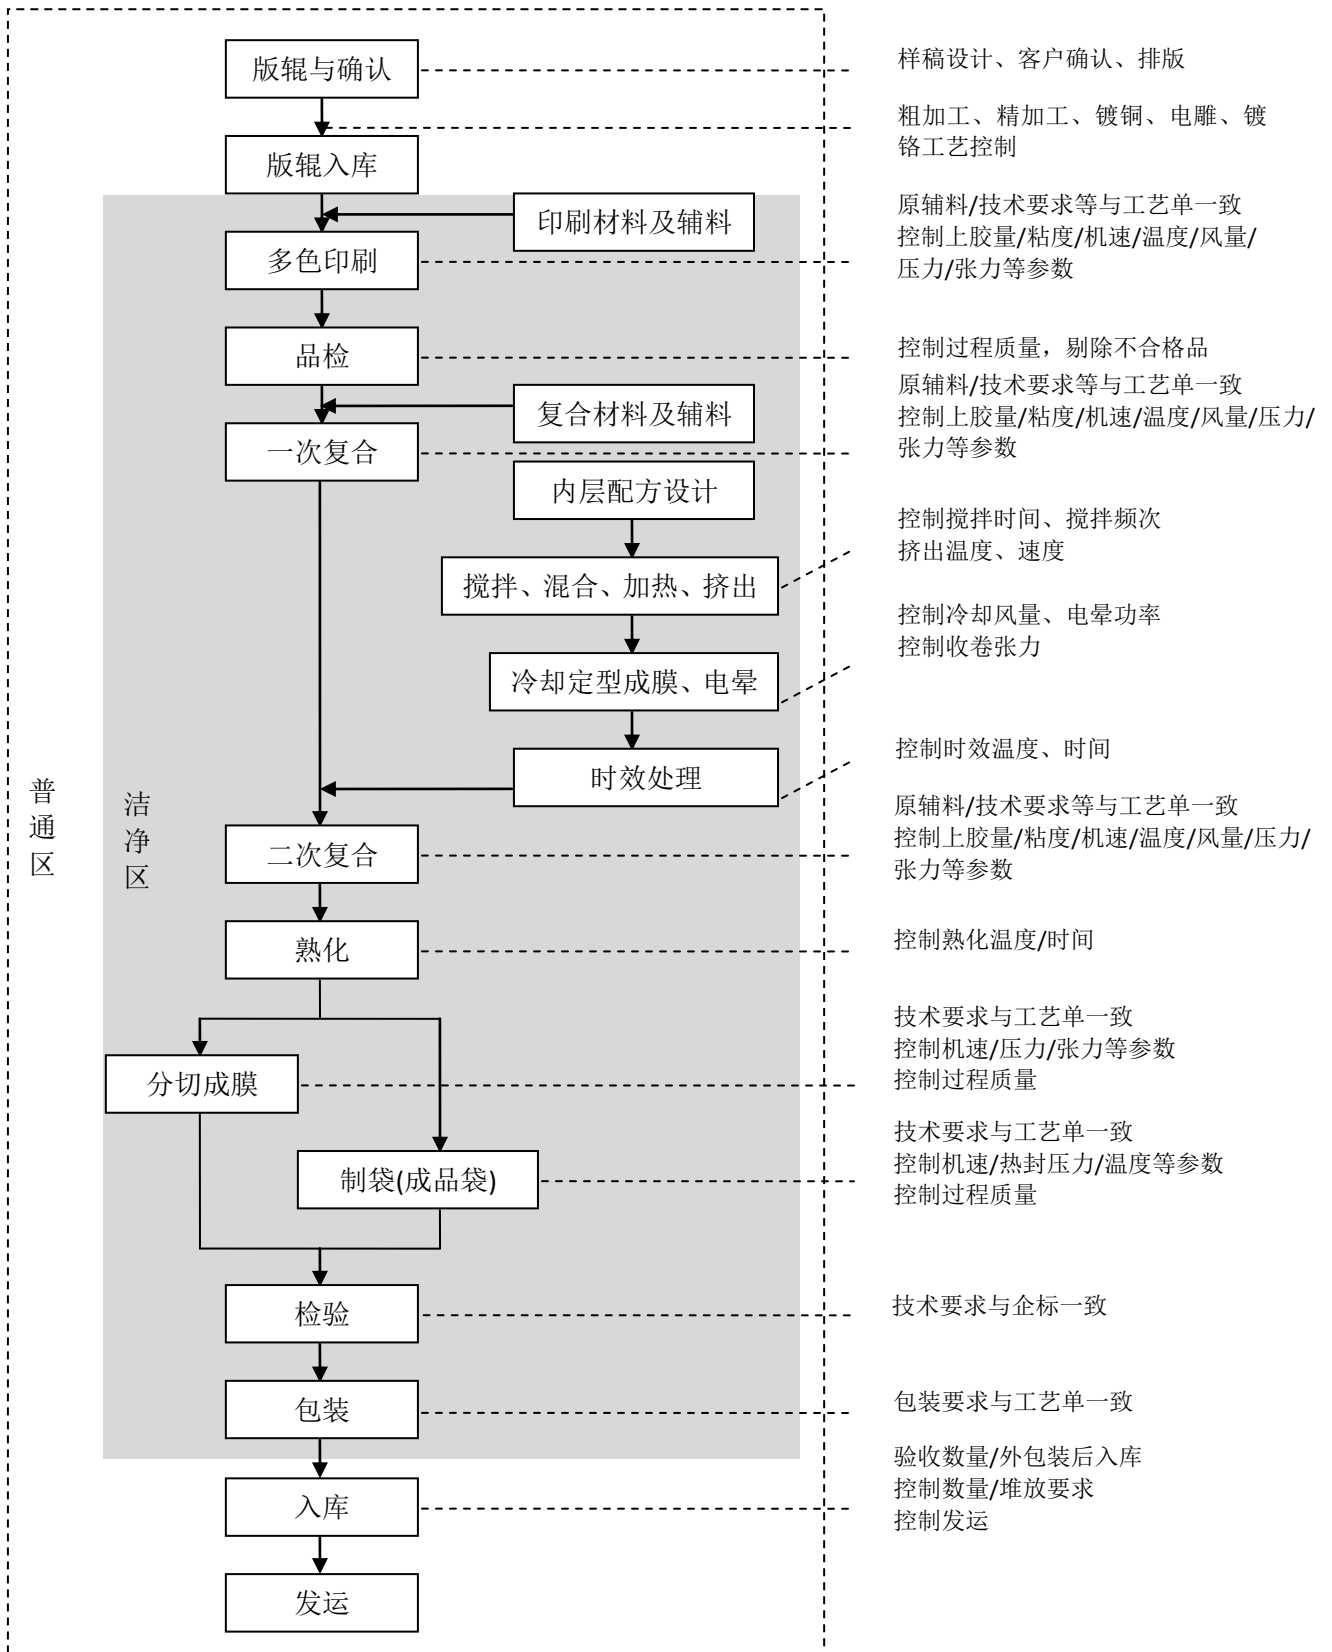 版辊与确认
样稿设计、客户确认、排版
粗加工、精加工、镀铜、电雕、镀
铬工艺控制
版辊入库
印刷材料及辅料
原辅料/技术要求等与工艺单一致
控制上胶量/粘度/机速/温度/风量/
压力/张力等参数
多色印刷
品检
控制过程质量，剔除不合格品
复合材料及辅料
原辅料/技术要求等与工艺单一致
控制上胶量/粘度/机速/温度/风量/压力/
张力等参数
一次复合
内层配方设计
搅拌、混合、加热、挤出
控制搅拌时间、搅拌频次
挤出温度、速度
冷却定型成膜、电晕
控制冷却风量、电晕功率
控制收卷张力
时效处理
控制时效温度、时间
普通区
洁净区
二次复合
原辅料/技术要求等与工艺单一致
控制上胶量/粘度/机速/温度/风量/压力/
张力等参数
熟化
控制熟化温度/时间
分切成膜
技术要求与工艺单一致
控制机速/压力/张力等参数
控制过程质量
制袋(成品袋)
技术要求与工艺单一致
控制机速/热封压力/温度等参数
控制过程质量
检验
技术要求与企标一致
包装
包装要求与工艺单一致
入库
验收数量/外包装后入库
控制数量/堆放要求
控制发运
发运